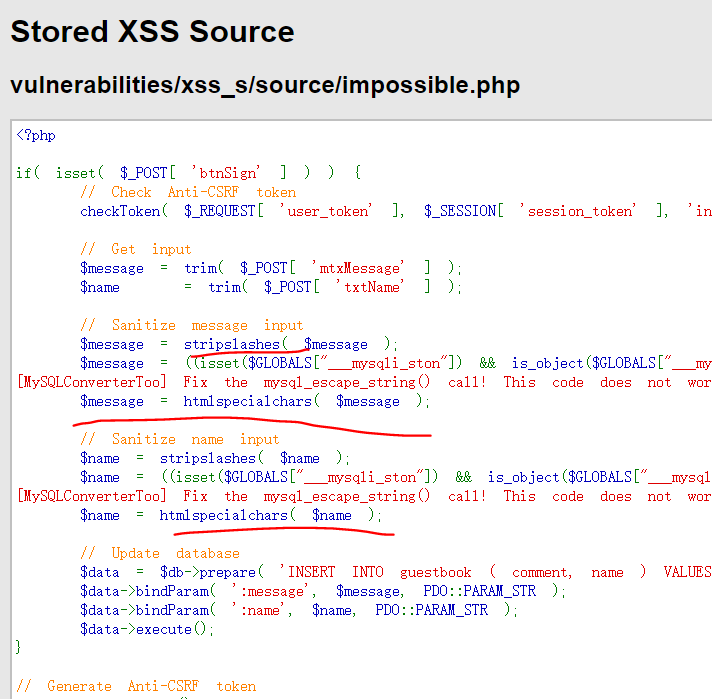 Stored XSS Source
vulnerabilities/xss_s/source/impossible.php
<?php
if( isset( $_POST[ 'btnSign' ] ) ) {
// Check Anti-CSRF token
checkToken( $_REQUEST[ 'user_token' ], $_SESSION[ 'session_token' ], 'in
// Get input
$message = trim( $_POST[ 'mtxMessage' ] );
$name = trim( $_POST[ 'txtName' ] );
// Sanitize message input
$message = stripslashes( $message );
$message = ((isset($GLOBALS["___mysqli_ston"]) && is_object($GLOBALS["___my
[MySQLConverterToo] Fix the mysql_escape_string() call! This code does not wor
$message = htmlspecialchars( $message );
// Sanitize name input
$name = stripslashes( $name );
$name = ((isset($GLOBALS["___mysqli_ston"]) && is_object($GLOBALS["___mysql
[MySQLConverterToo] Fix the mysql_escape_string() call! This code does not wor
$name = htmlspecialchars( $name );
// Update database
$data = $db->prepare( 'INSERT INTO guestbook ( comment, name ) VALUES
$data->bindParam( ':message', $message, PDO::PARAM_STR );
$data->bindParam( ':name', $name, PDO::PARAM_STR );
$data->execute();
}
// Generate Anti-CSRF token